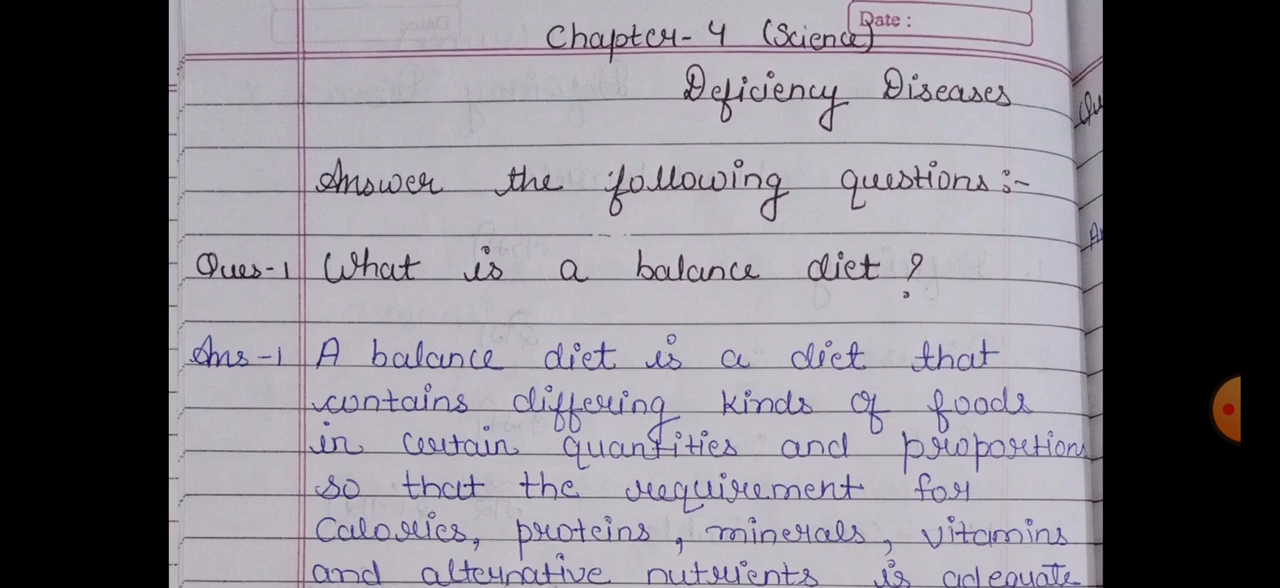 Date :
Chapter- 4 (Science)
Deficiency Diseases
Answer the following questions :-
Ques-1 What is a balance diet ?
Ans-1 A balance diet is a diet that
contains differing kinds of foods
in certain quantities and proportions
so that the requirement for
Calories, proteins, minerals, vitamins
and alternative nutrients is adequate